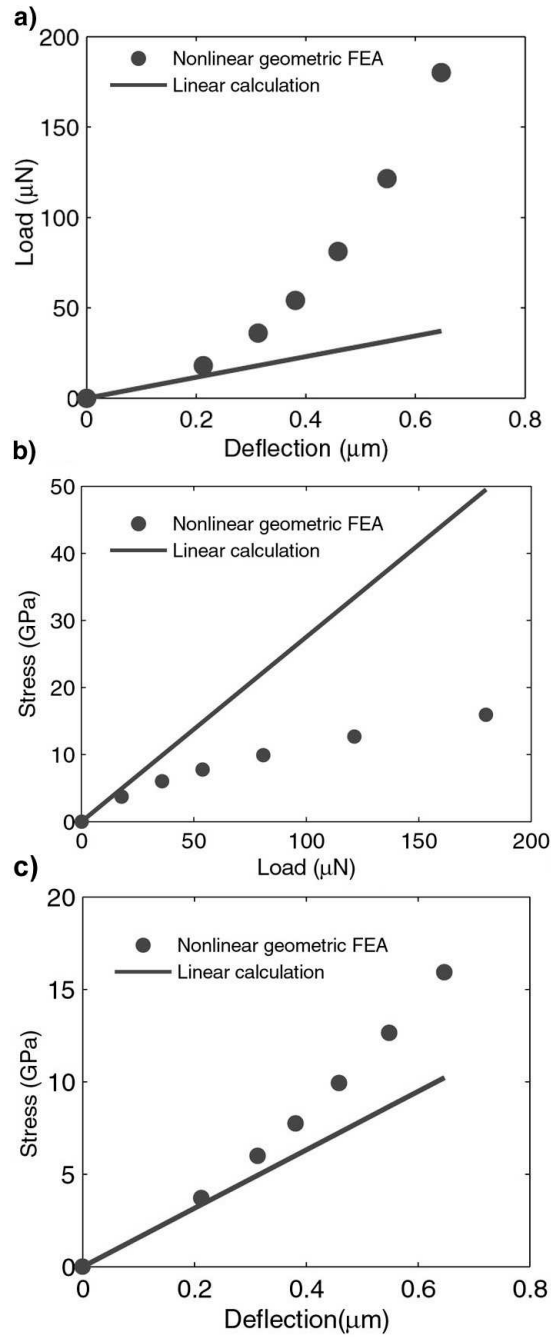 a)
200
Nonlinear geometric FEA
Linear calculation
150
Load (μN)
100
50
0
0 0.2 0.4 0.6 0.8
Deflection (μm)
b)
50
Nonlinear geometric FEA
40
Linear calculation
30
Stress (GPa)
20
10
0
0 50 100 150 200
Load (μN)
c)
20
Nonlinear geometric FEA
Linear calculation
15
Stress (GPa)
10
5
0
0 0.2 0.4 0.6 0.8
Deflection(μm)